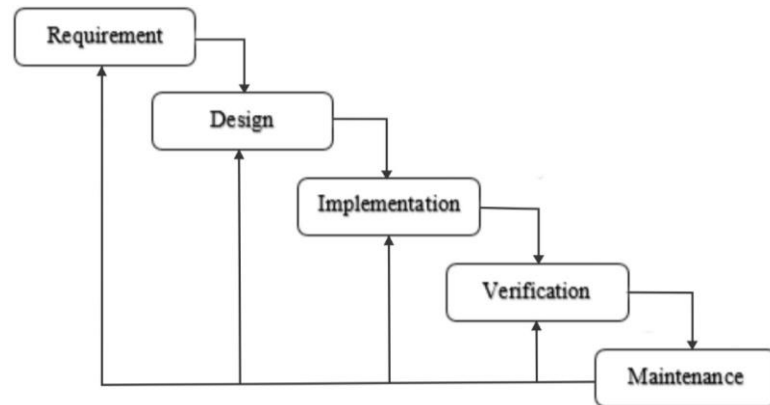 Requirement
Design
Implementation
Verification
Maintenance